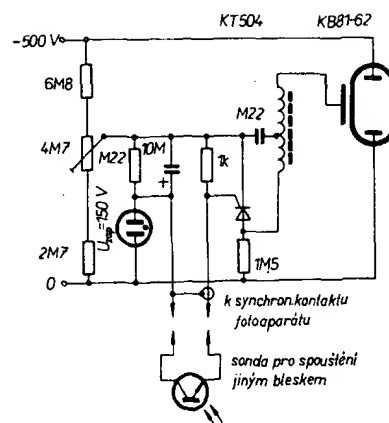 KT504
KB81-62
-500 V
6M8
4M7
M22
10M
+
1k
M22
Uzap=150 V
2M7
1M5
0
k synchron.kontaktu
fotoaparátu
sonda pro spouštění
jiným bleskem